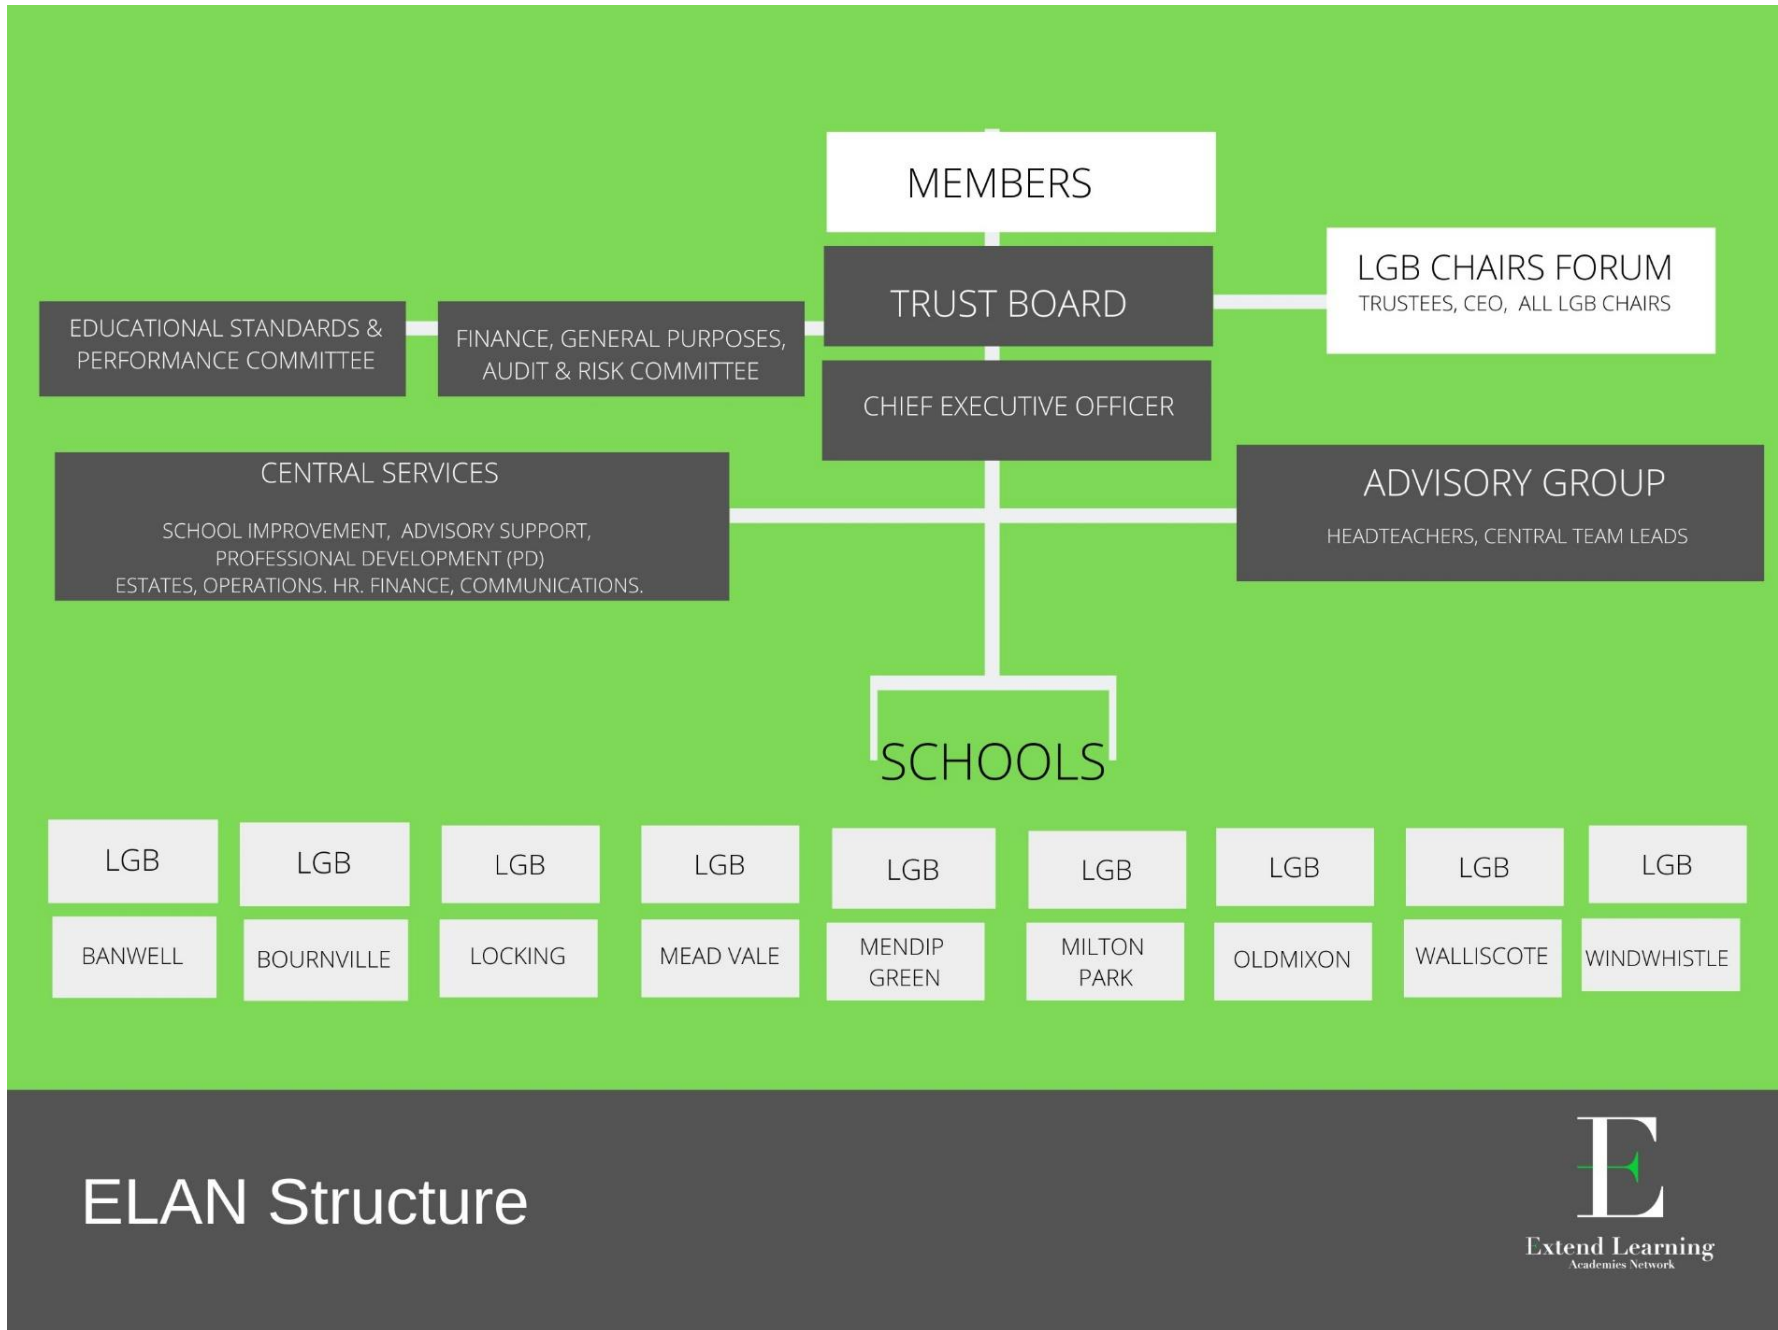 MEMBERS
TRUST BOARD
LGB CHAIRS FORUM
TRUSTEES, CEO, ALL LGB CHAIRS
EDUCATIONAL STANDARDS &
PERFORMANCE COMMITTEE
FINANCE, GENERAL PURPOSES,
AUDIT & RISK COMMITTEE
CHIEF EXECUTIVE OFFICER
CENTRAL SERVICES
SCHOOL IMPROVEMENT, ADVISORY SUPPORT,
PROFESSIONAL DEVELOPMENT (PD)
ESTATES, OPERATIONS. HR. FINANCE, COMMUNICATIONS.
ADVISORY GROUP
HEADTEACHERS, CENTRAL TEAM LEADS
SCHOOLS
LGB
LGB
LGB
LGB
LGB
LGB
LGB
LGB
LGB
BANWELL
BOURNVILLE
LOCKING
MEAD VALE
MENDIP
GREEN
MILTON
PARK
OLDMIXON
WALLISCOTE
WINDWHISTLE
ELAN Structure
E
Extend Learning
Academies Network